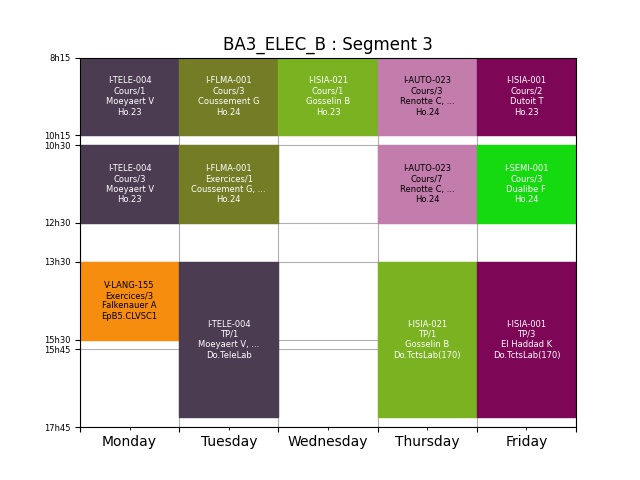 BA3_ELEC_B : Segment 3
8h15
I-TELE-004
Cours/1
Moeyaert V
Ho.23
I-FLMA-001
Cours/3
Coussement G
Ho.24
I-ISIA-021
Cours/1
Gosselin B
Ho.23
I-AUTO-023
Cours/3
Renotte C, ...
Ho.24
I-ISIA-001
Cours/2
Dutoit T
Ho.23
10h15
10h30
I-TELE-004
Cours/3
Moeyaert V
Ho.23
I-FLMA-001
Exercices/1
Coussement G, ...
Ho.24
I-AUTO-023
Cours/7
Renotte C, ...
Ho.24
I-SEMI-001
Cours/3
Dualibe F
Ho.24
12h30
13h30
V-LANG-155
Exercices/3
Falkenauer A
EpB5.CLVSC1
I-TELE-004
TP/1
Moeyaert V, ...
Do.TeleLab
I-ISIA-021
TP/1
Gosselin B
Do.TctsLab(170)
I-ISIA-001
TP/3
El Haddad K
Do.TctsLab(170)
15h30
15h45
17h45
Monday
Tuesday
Wednesday
Thursday
Friday